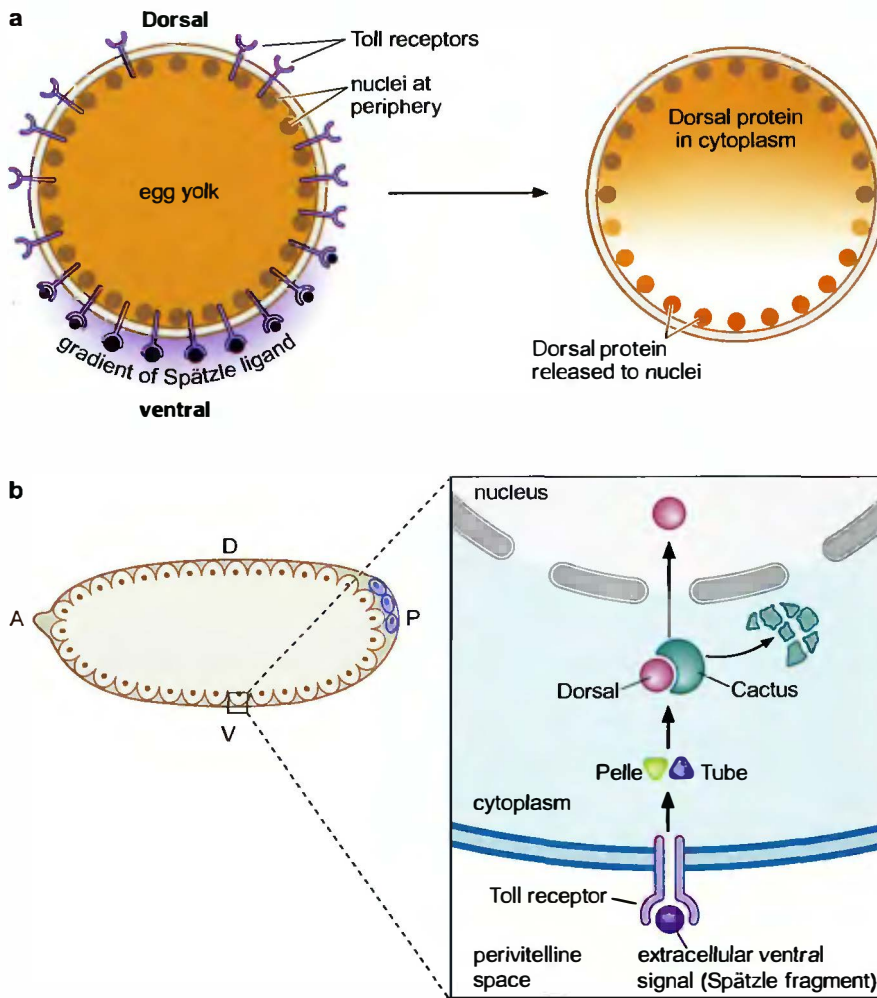 a
Dorsal
Toll receptors
nuclei at
periphery
egg yolk
gradient of Spätzle ligand
ventral
Dorsal protein
in cytoplasm
Dorsal protein
released to nuclei
b
D
A
P
V
nucleus
Dorsal
Cactus
Pelle
Tube
cytoplasm
Toll receptor
perivitelline
space
extracellular ventral
signal (Spätzle fragment)